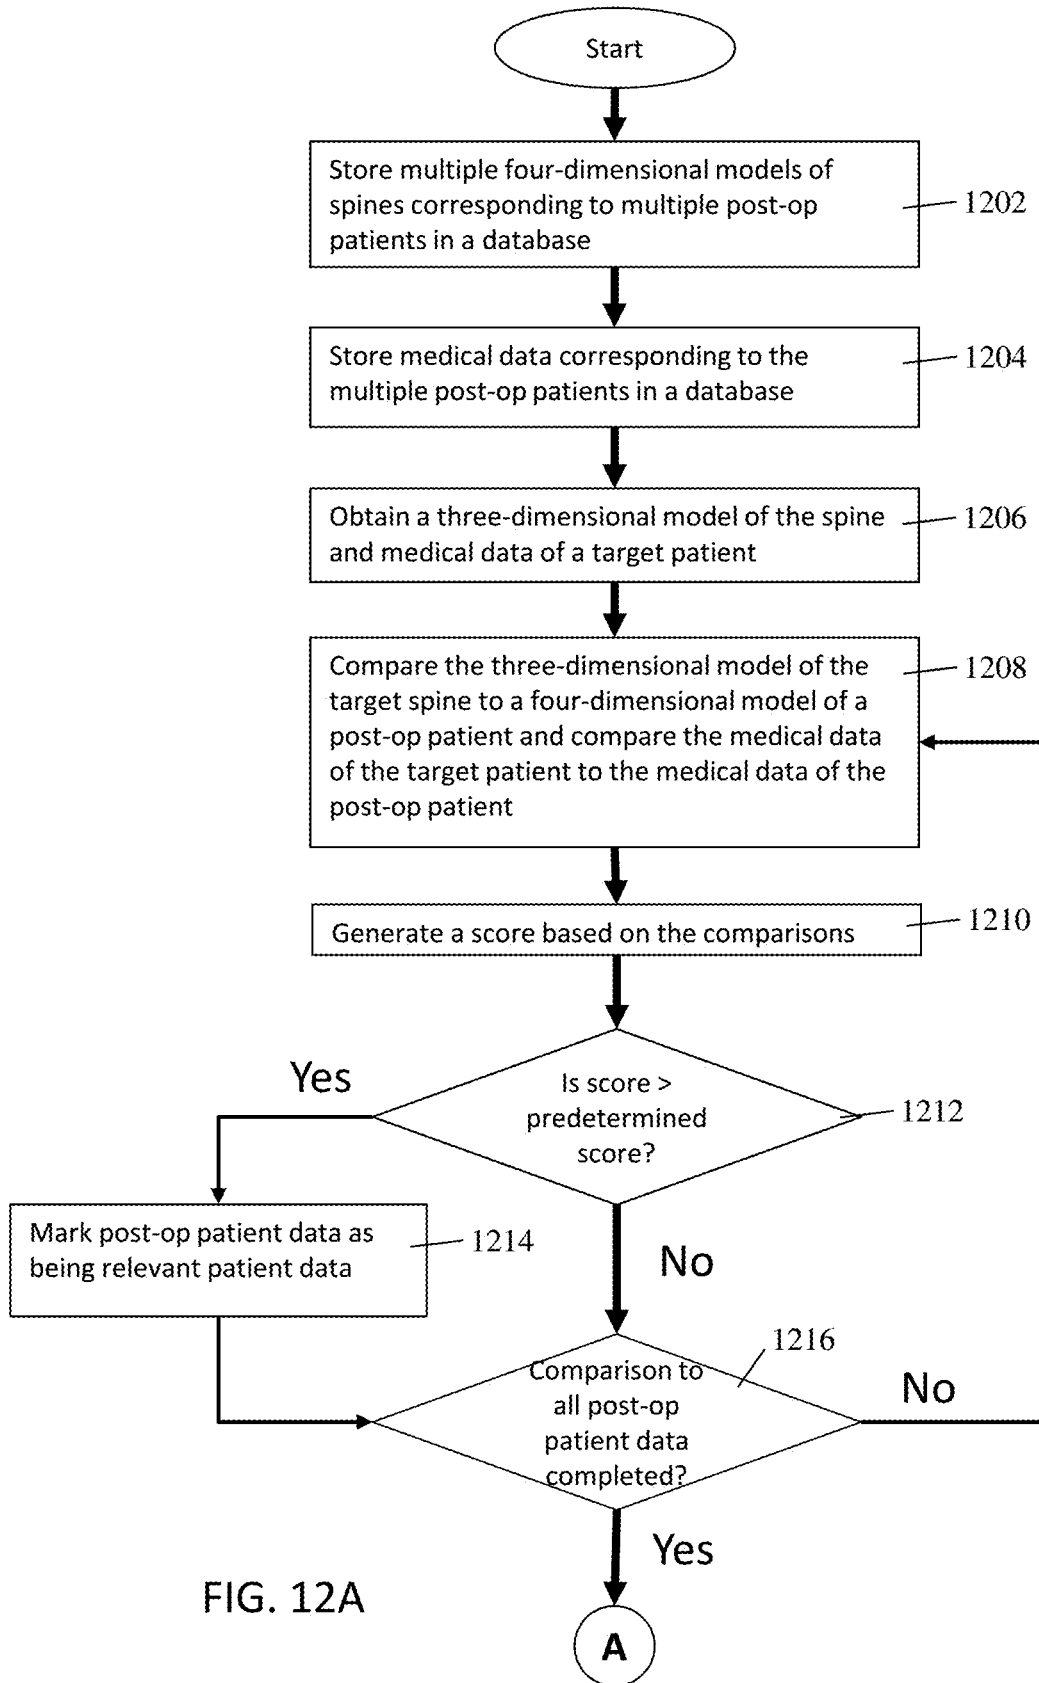 Start
Store multiple four-dimensional models of
spines corresponding to multiple post-op
patients in a database
1202
Store medical data corresponding to the
multiple post-op patients in a database
1204
Obtain a three-dimensional model of the spine
and medical data of a target patient
1206
Compare the three-dimensional model of the
target spine to a four-dimensional model of a
post-op patient and compare the medical data
of the target patient to the medical data of the
post-op patient
1208
Generate a score based on the comparisons
1210
Is score >
predetermined
score?
1212
Yes
Mark post-op patient data as
being relevant patient data
1214
No
Comparison to
all post-op
patient data
completed?
1216
No
Yes
FIG. 12A
A